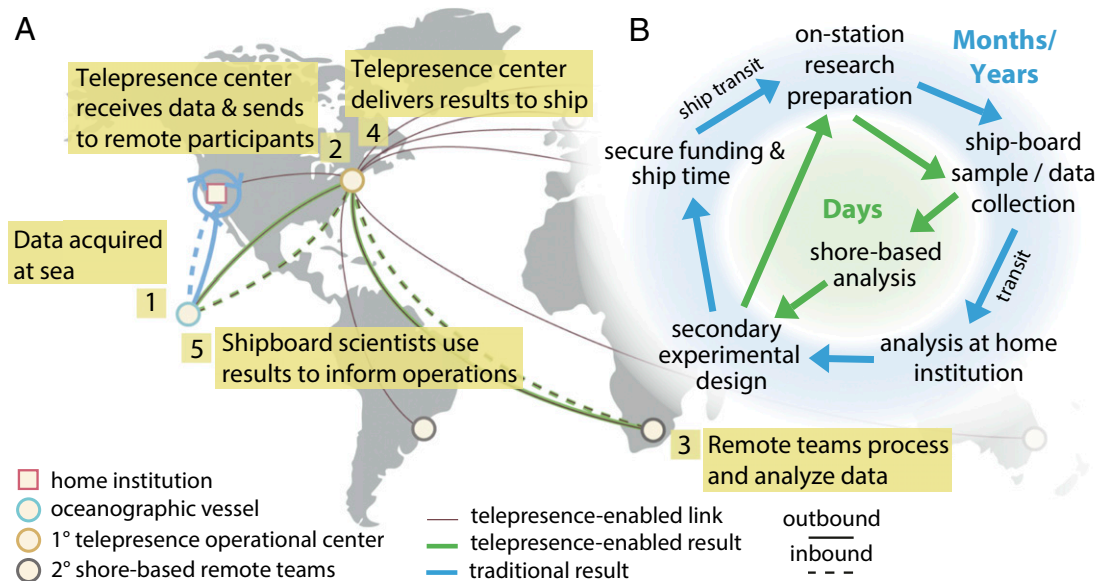 A
Telepresence center
receives data & sends
to remote participants
2
Telepresence center
delivers results to ship
4
Data acquired
at sea
1
5
Shipboard scientists use
results to inform operations
3
Remote teams process
and analyze data
home institution
oceanographic vessel
1° telepresence operational center
2° shore-based remote teams
telepresence-enabled link
telepresence-enabled result
traditional result
outbound
inbound
B
Months/
Years
on-station
research
preparation
ship transit
secure funding &
ship time
ship-board
sample / data
collection
Days
shore-based
analysis
transit
secondary
experimental
design
analysis at home
institution